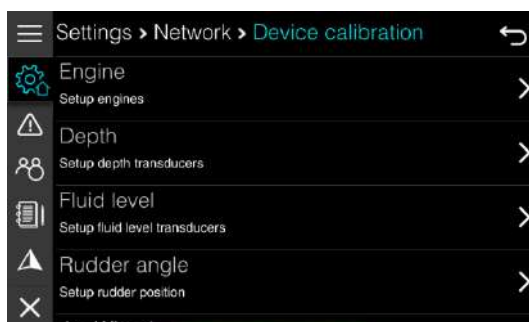 Settings > Network > Device calibration
Engine
Setup engines
Depth
Setup depth transducers
Fluid level
Setup fluid level transducers
Rudder angle
Setup rudder position